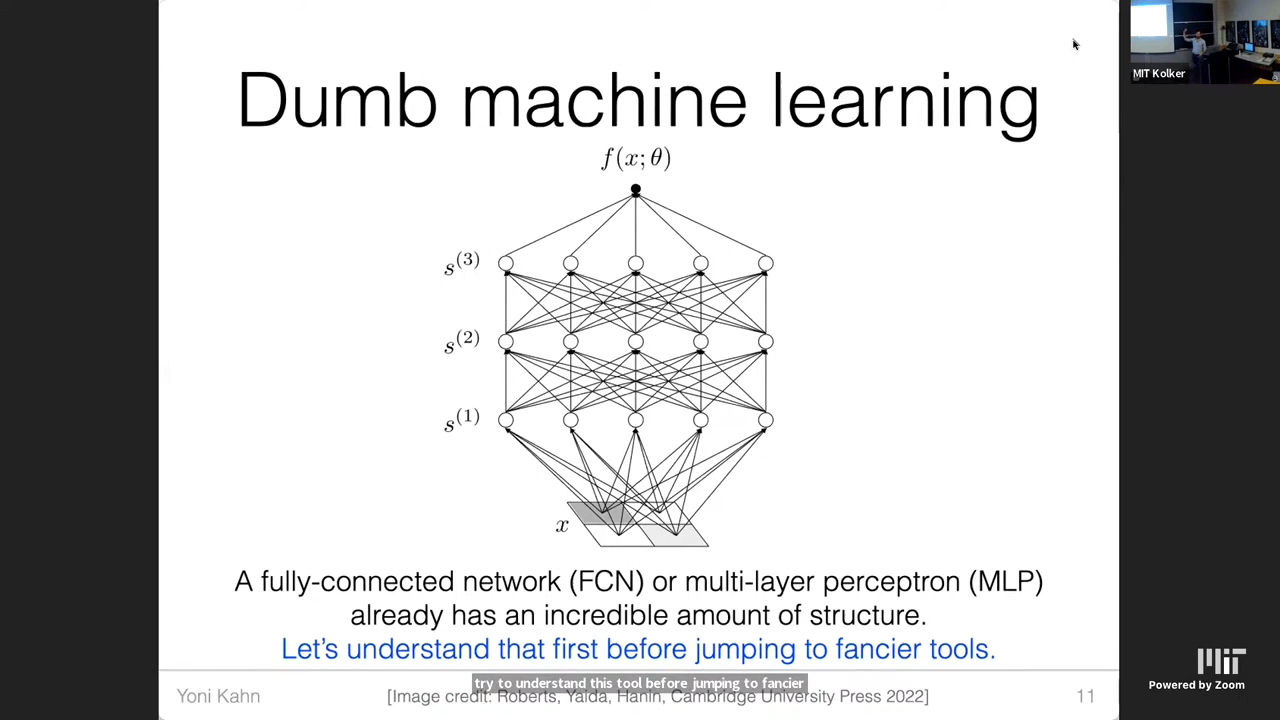 Dumb machine learning
f(x; θ)
s(3)
s(2)
s(1)
x
A fully-connected network (FCN) or multi-layer perceptron (MLP)
already has an incredible amount of structure.
Let's understand that first before jumping to fancier tools.
try to understand this tool before jumping to fancier
Yoni Kahn
[Image credit: Roberts, Yaida, Hanin, Cambridge University Press 2022]
11
MIT Kolker
MIT
Powered by Zoom